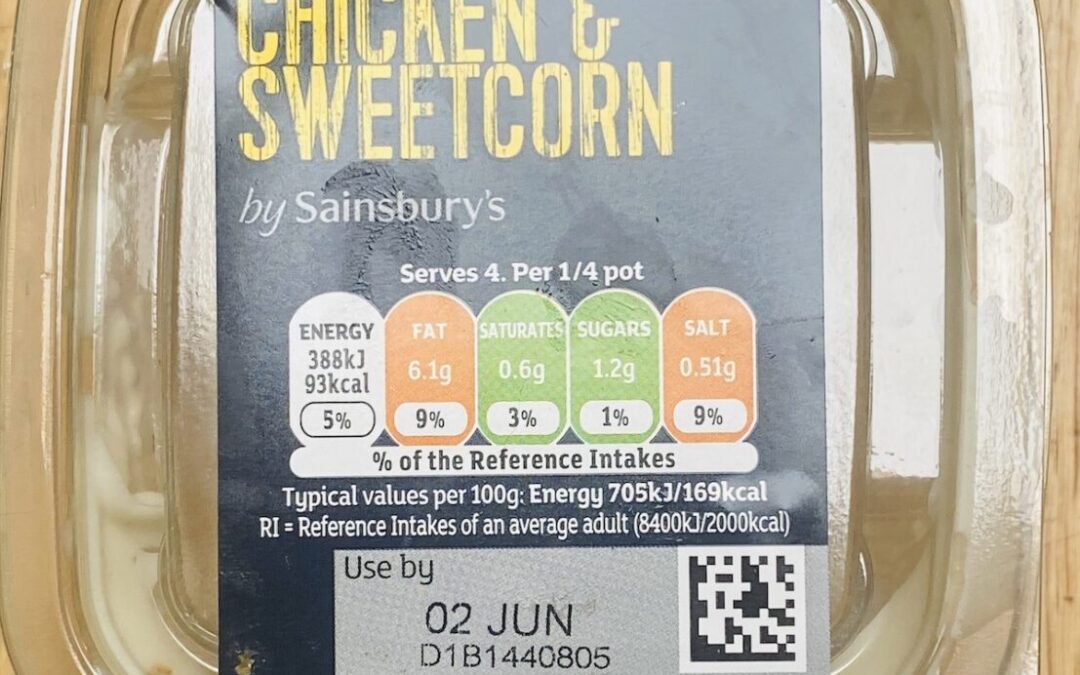 CHICKEN &
SWEETCORN
by Sainsbury's
Serves 4. Per 1/4 pot
ENERGY FAT SATURATES SUGARS SALT
388kJ
93kcal 6.1g 0.6g 1.2g 0.51g
5% 9% 3% 1% 9%
% of the Reference Intakes
Typical values per 100g: Energy 705kJ/169kcal
RI = Reference Intakes of an average adult (8400kJ/2000kcal)
Use by
02 JUN
D1B1440805